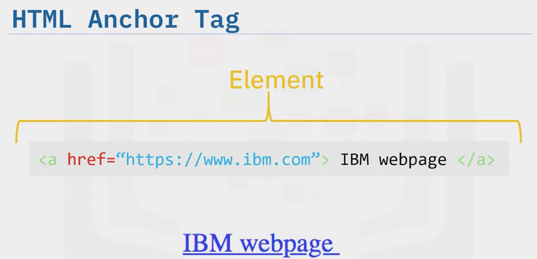 HTML Anchor Tag
Element
<a href=“https://www.ibm.com”> IBM webpage </a>
IBM webpage